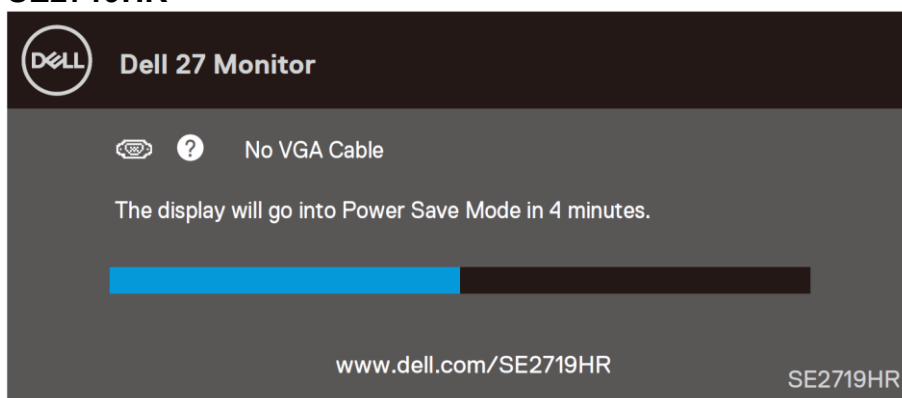 SE2719HR
DELL
Dell 27 Monitor
? No VGA Cable
The display will go into Power Save Mode in 4 minutes.
www.dell.com/SE2719HR
SE2719HR